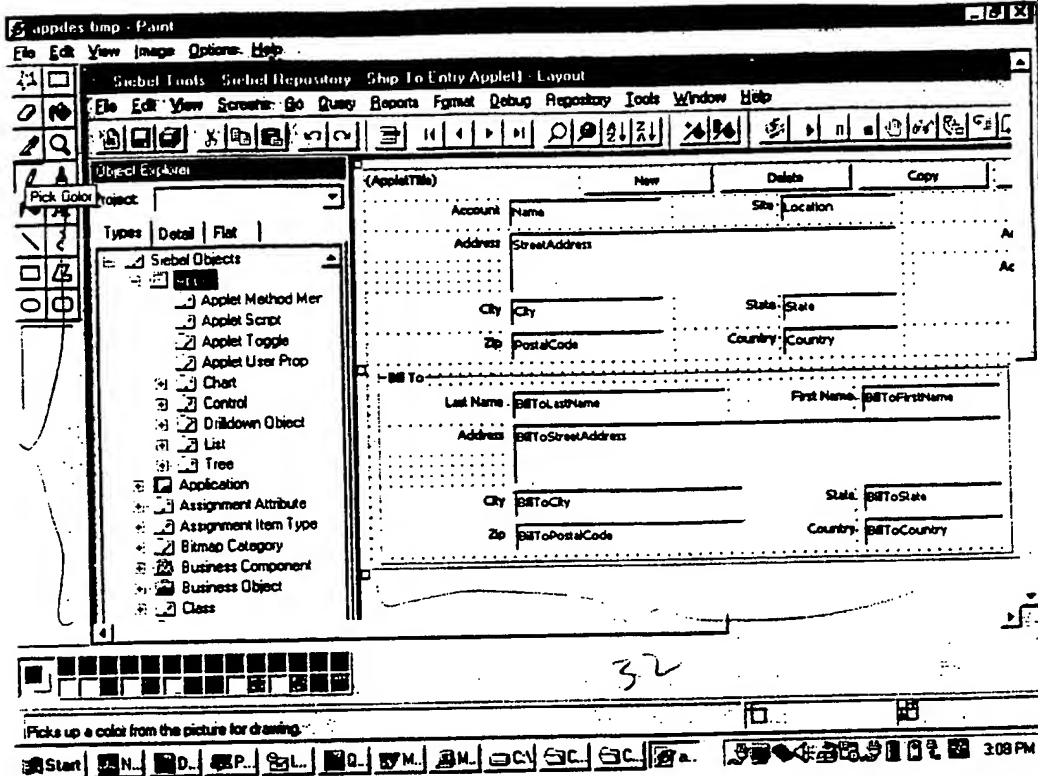 appdes.bmp - Paint
File Edit View Image Options Help
Siebel Tools - Siebel Repository - Ship To Entry Applet] - Layout
File Edit View Screens Go Query Reports Format Debug Repository Tools Window Help
Object Explorer
Project
Pick Color
Types Detail Flat
Siebel Objects
Applet Method Mer
Applet Script
Applet Toggle
Applet User Prop
Chart
Control
Drilldown Object
List
Tree
Application
Assignment Attribute
Assignment Item Type
Bitmap Category
Business Component
Business Object
Class
(AppletTitle) New Delete Copy
Account Name Site Location
Address StreetAddress
Ac
City City State State
Zip PostalCode Country Country
Bill To
Last Name BillToLastName First Name BillToFirstName
Address BillToStreetAddress
City BillToCity State BillToState
Zip BillToPostalCode Country BillToCountry
32
Picks up a color from the picture for drawing.
Start N... D... P... L... Q... M... M... C:\ C... C... a... 3:08 PM